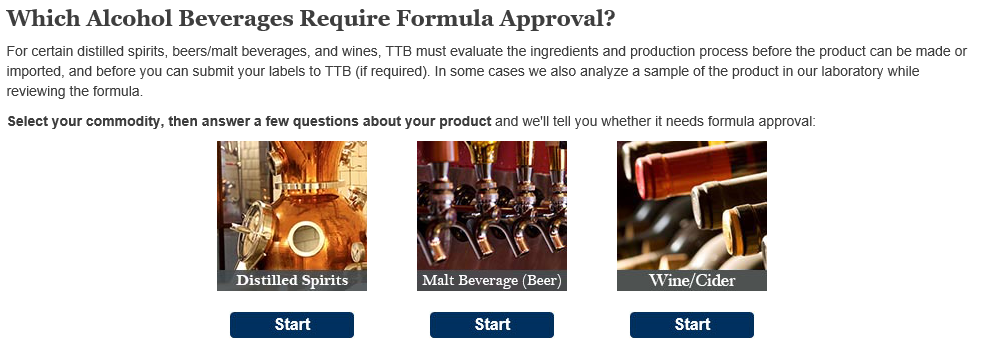 Which Alcohol Beverages Require Formula Approval?
For certain distilled spirits, beers/malt beverages, and wines, TTB must evaluate the ingredients and production process before the product can be made or
imported, and before you can submit your labels to TTB (if required). In some cases we also analyze a sample of the product in our laboratory while
reviewing the formula.
Select your commodity, then answer a few questions about your product and we'll tell you whether it needs formula approval:
Distilled Spirits
Malt Beverage (Beer)
Wine/Cider
Start
Start
Start